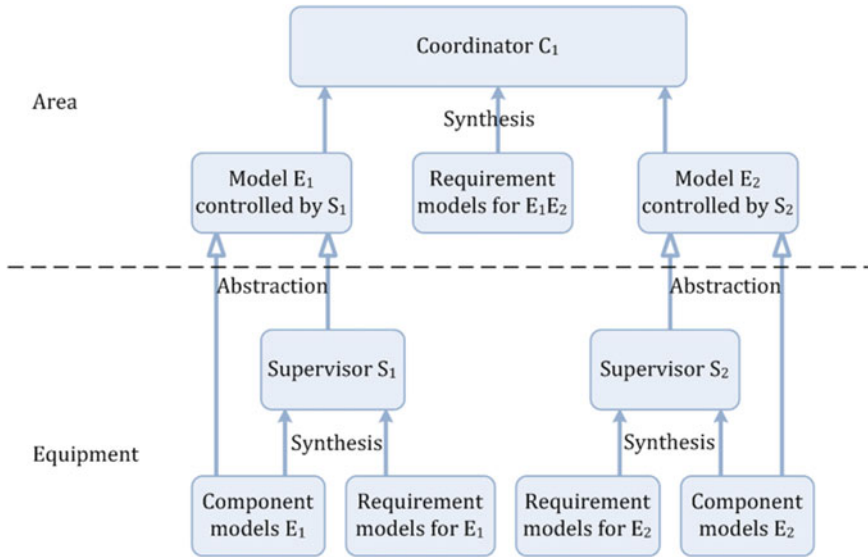 Coordinator C₁
Area
Synthesis
Model E₁
controlled by S₁
Requirement
models for E₁E₂
Model E₂
controlled by S₂
Abstraction
Abstraction
Supervisor S₁
Supervisor S₂
Synthesis
Synthesis
Equipment
Component
models E₁
Requirement
models for E₁
Requirement
models for E₂
Component
models E₂